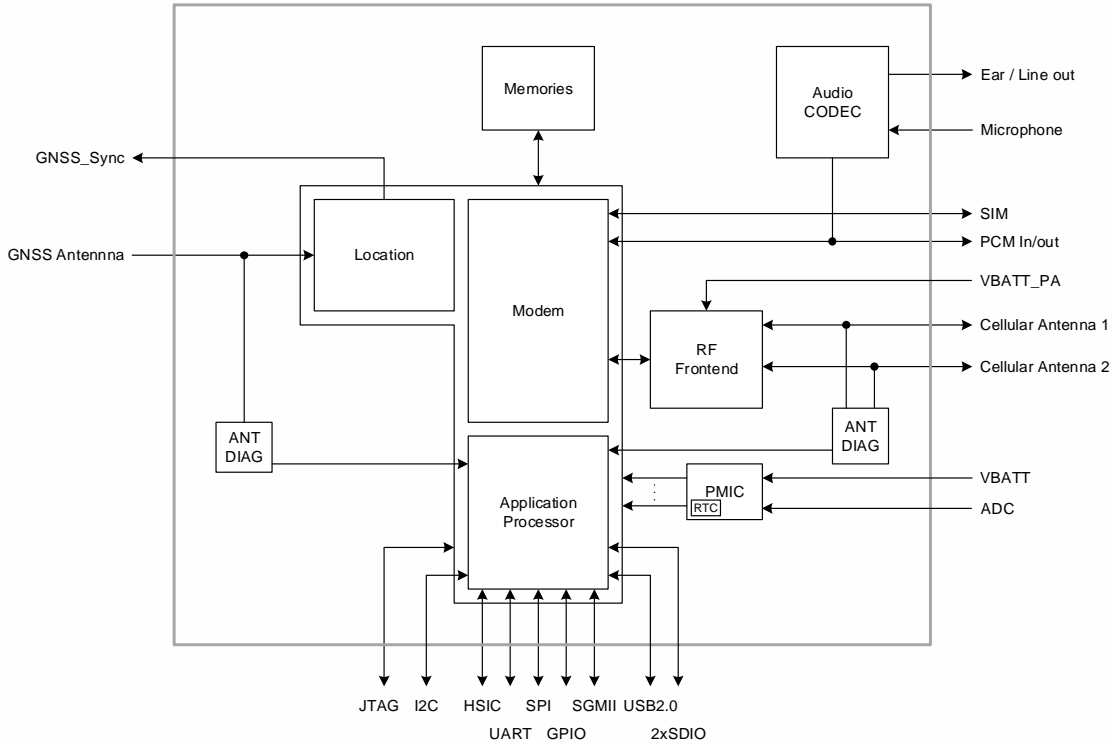 Memories
Audio
CODEC
Ear / Line out
Microphone
GNSS_Sync
SIM
PCM In/out
GNSS Antennna
Location
Modem
VBATT_PA
RF
Frontend
Cellular Antenna 1
Cellular Antenna 2
ANT
DIAG
ANT
DIAG
Application
Processor
PMIC
RTC
VBATT
ADC
JTAG I2C HSIC SPI SGMII USB2.0
UART GPIO 2xSDIO